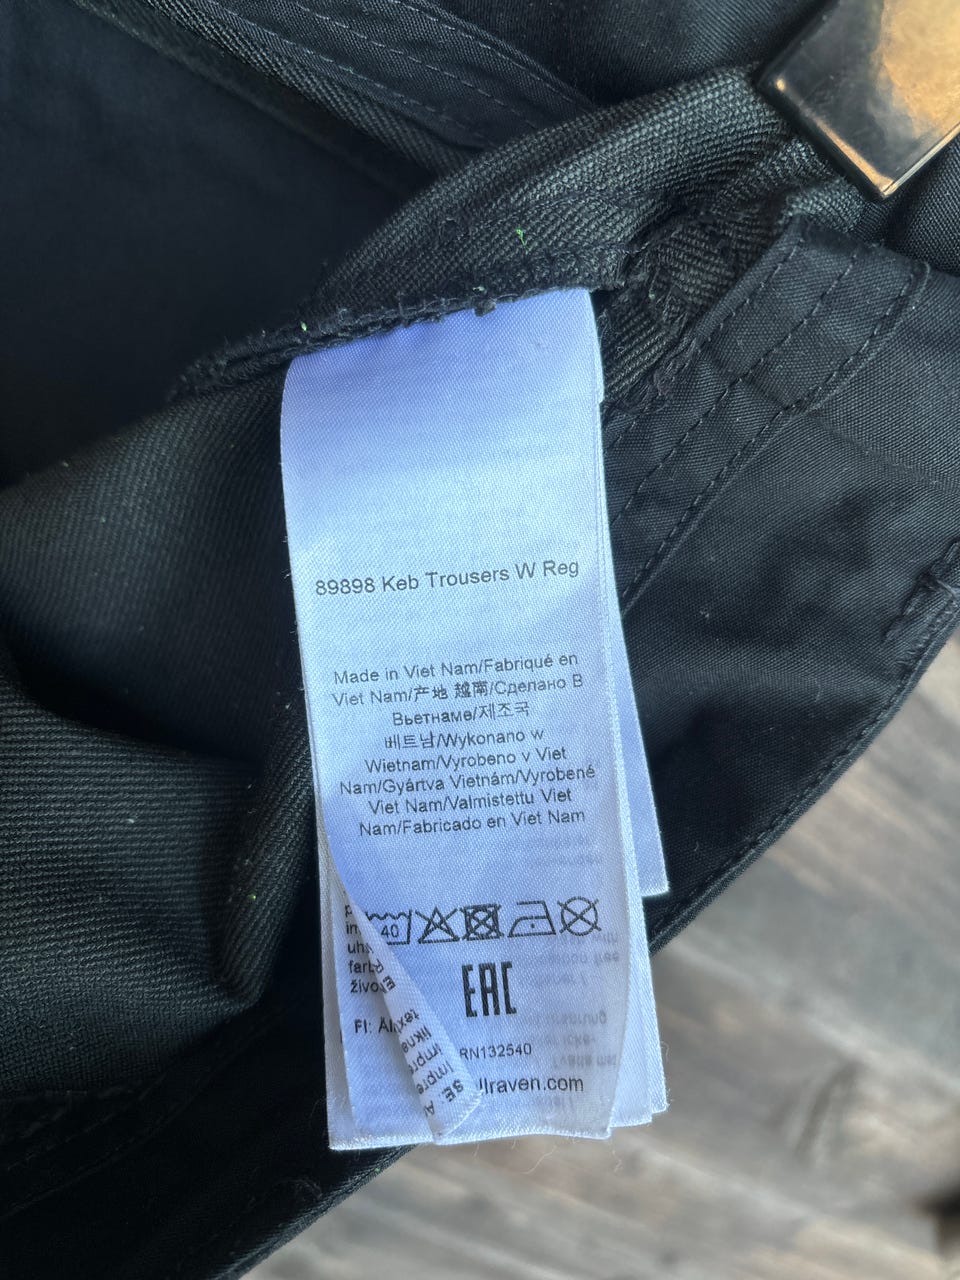 89898 Keb Trousers W Reg
Made in Viet Nam/Fabriqué en
Viet Nam/产地 越南/Сделано В
Вьетнаме/제조국
베트남/Wykonano w
Wietnam/Vyrobeno v Viet
Nam/Gyártva Vietnám/Vyrobené
Viet Nam/Valmistettu Viet
Nam/Fabricado en Viet Nam
40
EAC
FI:
RN132540
llraven.com
SE: